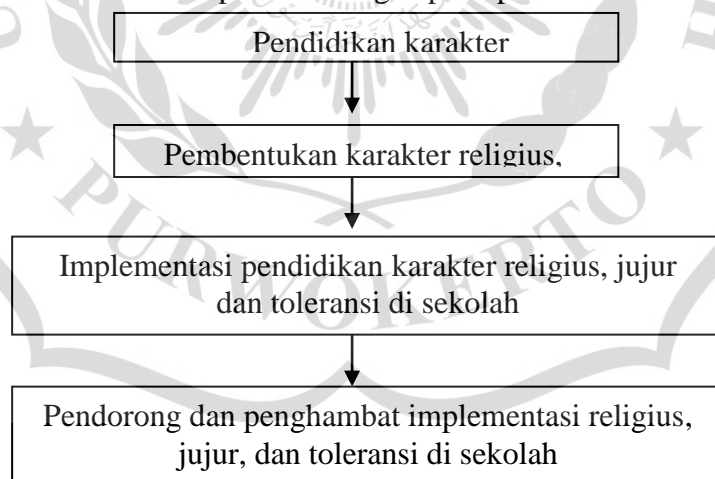 Pendidikan karakter
Pembentukan karakter religius,
Implementasi pendidikan karakter religius, jujur
dan toleransi di sekolah
Pendorong dan penghambat implementasi religius,
jujur, dan toleransi di sekolah
PURWOKERTO